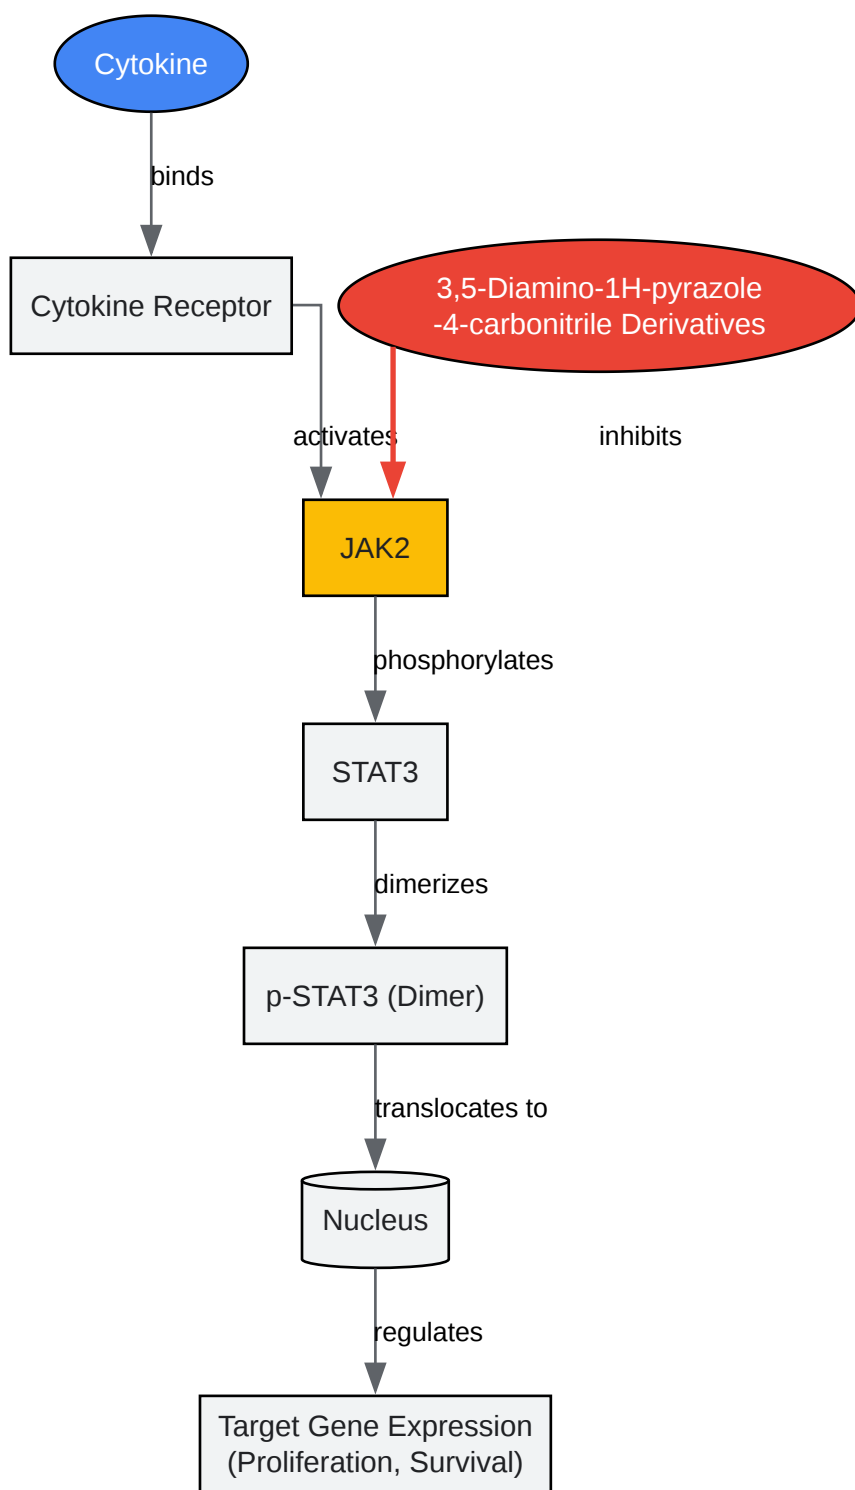 Cytokine
binds
Cytokine Receptor
3,5-Diamino-1H-pyrazole
-4-carbonitrile Derivatives
activates
inhibits
JAK2
phosphorylates
STAT3
dimerizes
p-STAT3 (Dimer)
translocates to
Nucleus
regulates
Target Gene Expression
(Proliferation, Survival)